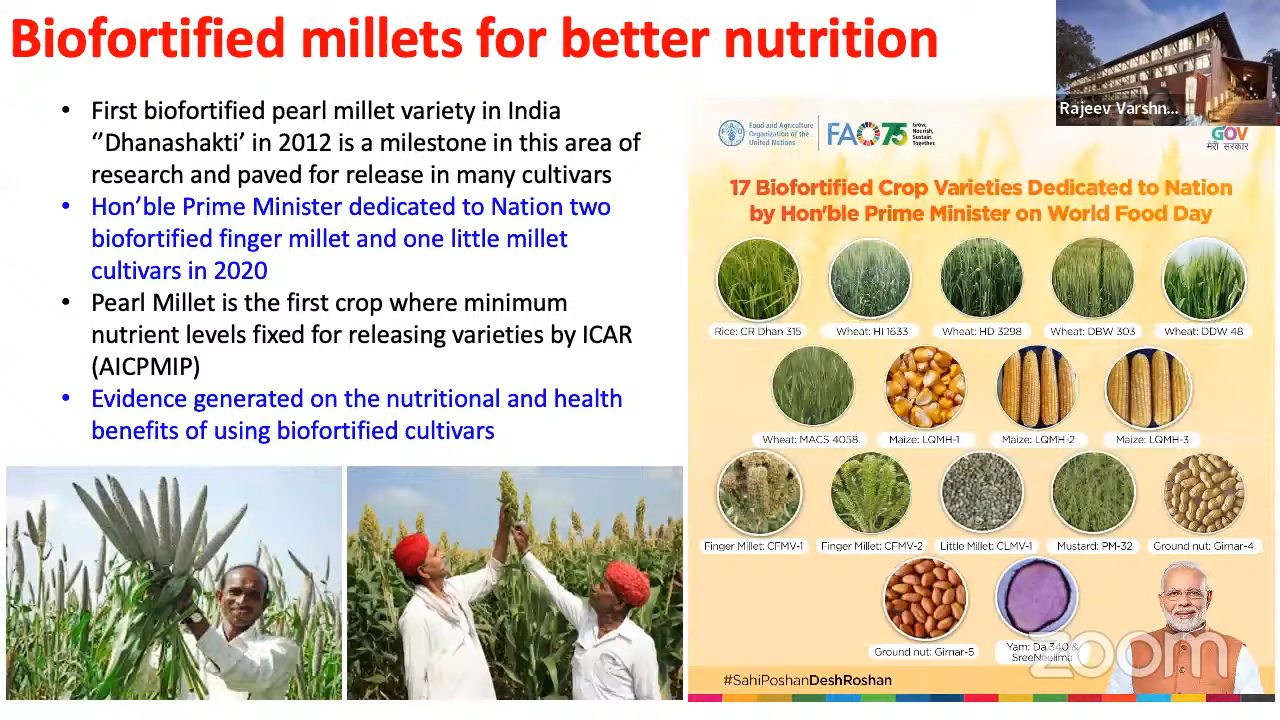 Biofortified millets for better nutrition
• First biofortified pearl millet variety in India
‘’Dhanashakti’ in 2012 is a milestone in this area of
research and paved for release in many cultivars
• Hon’ble Prime Minister dedicated to Nation two
biofortified finger millet and one little millet
cultivars in 2020
• Pearl Millet is the first crop where minimum
nutrient levels fixed for releasing varieties by ICAR
(AICPMIP)
• Evidence generated on the nutritional and health
benefits of using biofortified cultivars
Rajeev Varshn...
Food and Agriculture
Organization of the
United Nations
FAO75
Grow,
Nourish,
Sustain.
Together.
GOV
मेरी सरकार
17 Biofortified Crop Varieties Dedicated to Nation
by Hon'ble Prime Minister on World Food Day
Rice: CR Dhan 315
Wheat: HI 1633
Wheat: HD 3298
Wheat: DBW 303
Wheat: DDW 48
Wheat: MACS 4058
Maize: LQMH-1
Maize: LQMH-2
Maize: LQMH-3
Finger Millet: CFMV-1
Finger Millet: CFMV-2
Little Millet: CLMV-1
Mustard: PM-32
Ground nut: Girnar-4
Ground nut: Girnar-5
Yam: Da 340 &
SreeNeelima
zoom
#SahiPoshanDeshRoshan